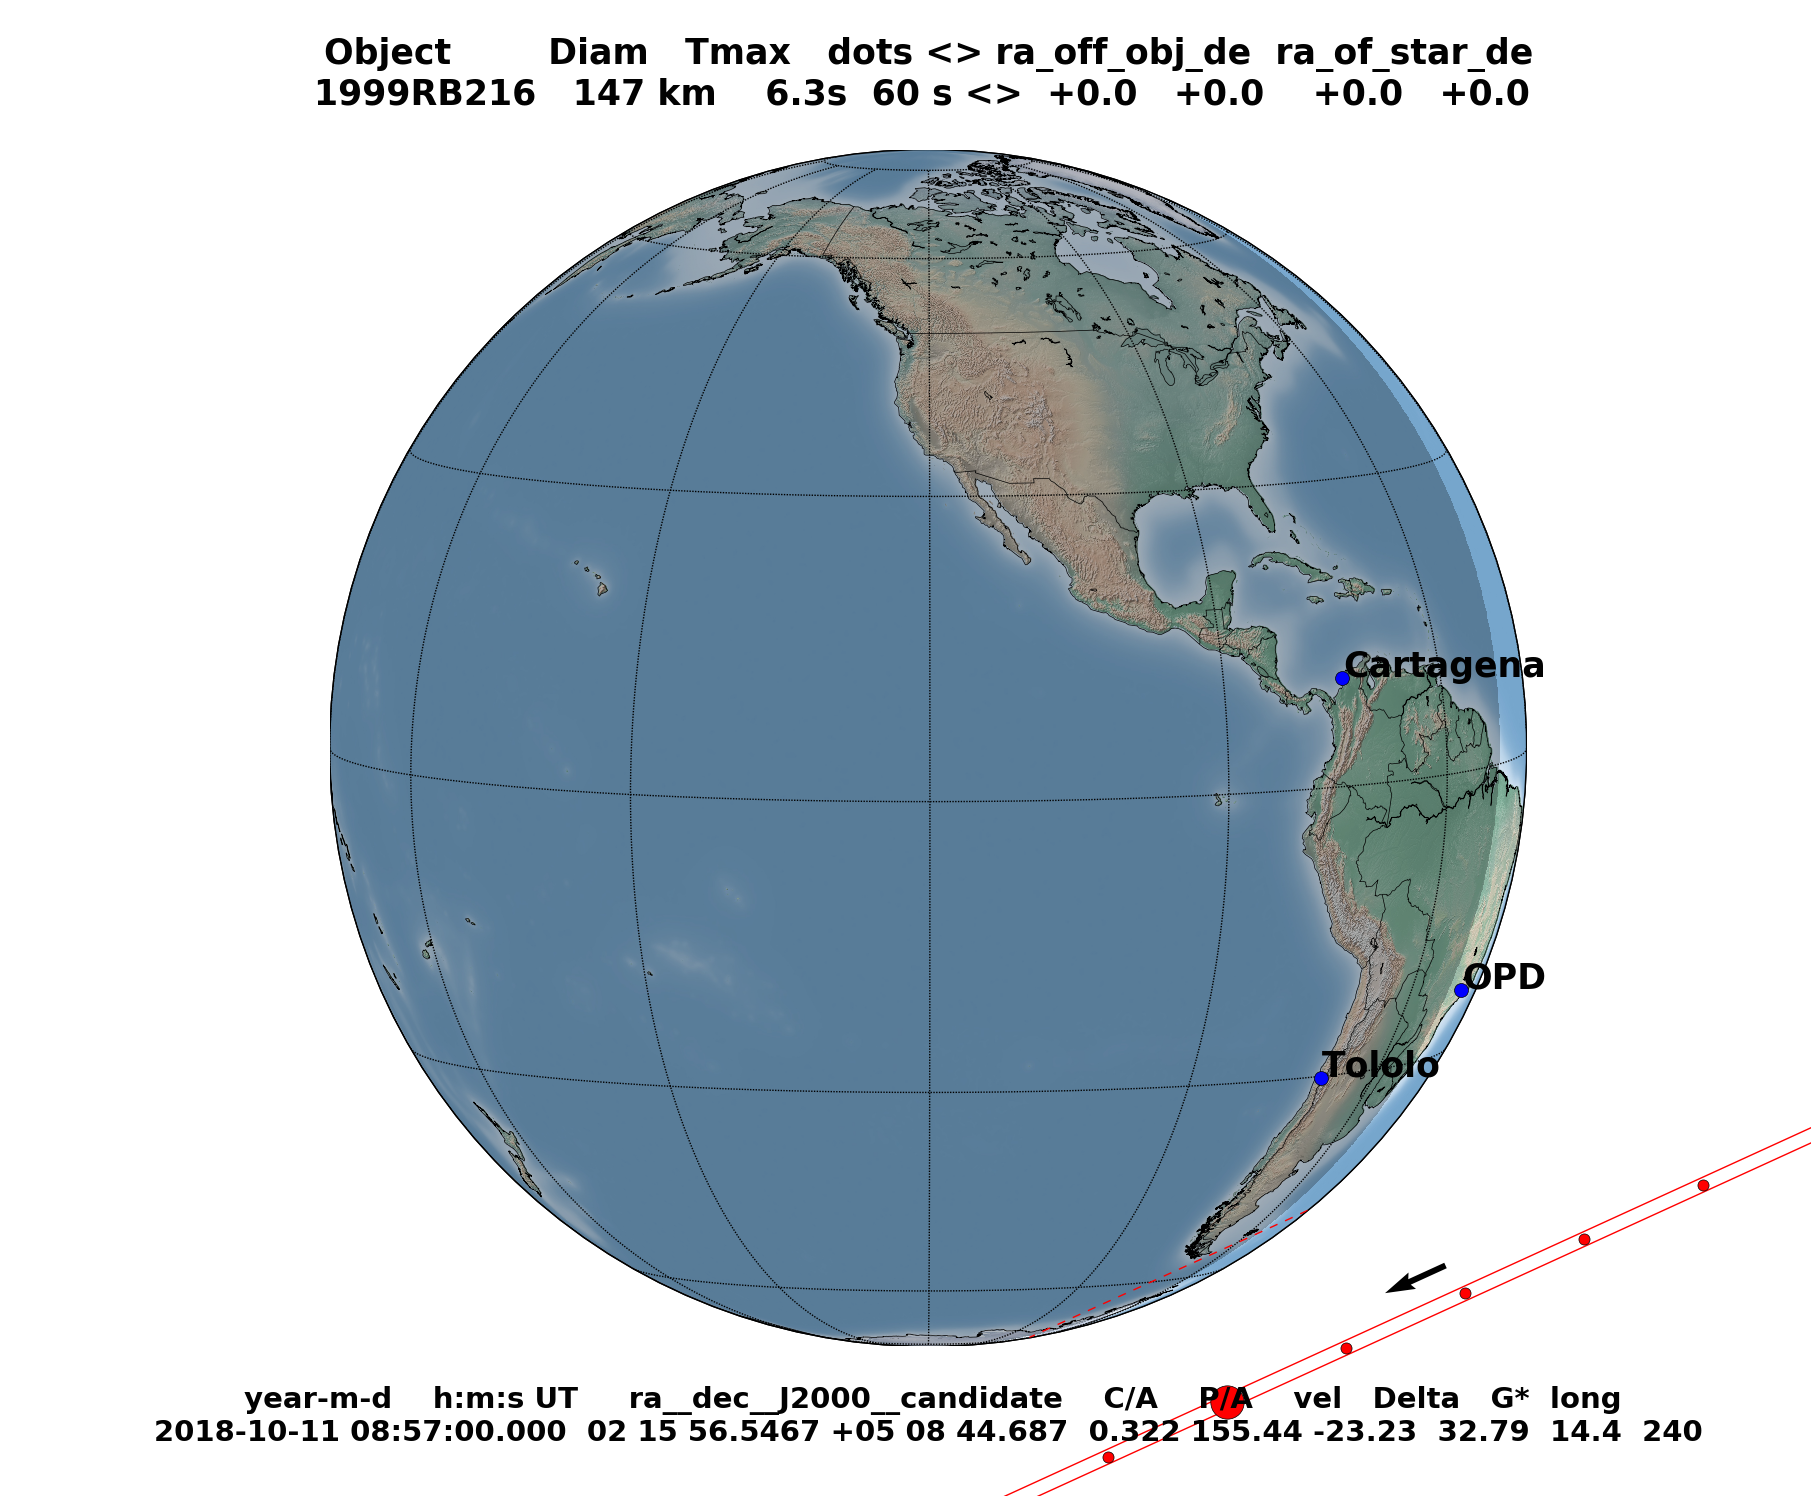 Object Diam Tmax dots <> ra_off_obj_de ra_of_star_de
1999RB216 147 km 6.3s 60 s <> +0.0 +0.0 +0.0 +0.0
Cartagena
OPD
Tololo
year-m-d h:m:s UT ra__dec__J2000__candidate C/A P/A vel Delta G* long
2018-10-11 08:57:00.000 02 15 56.5467 +05 08 44.687 0.322 155.44 -23.23 32.79 14.4 240